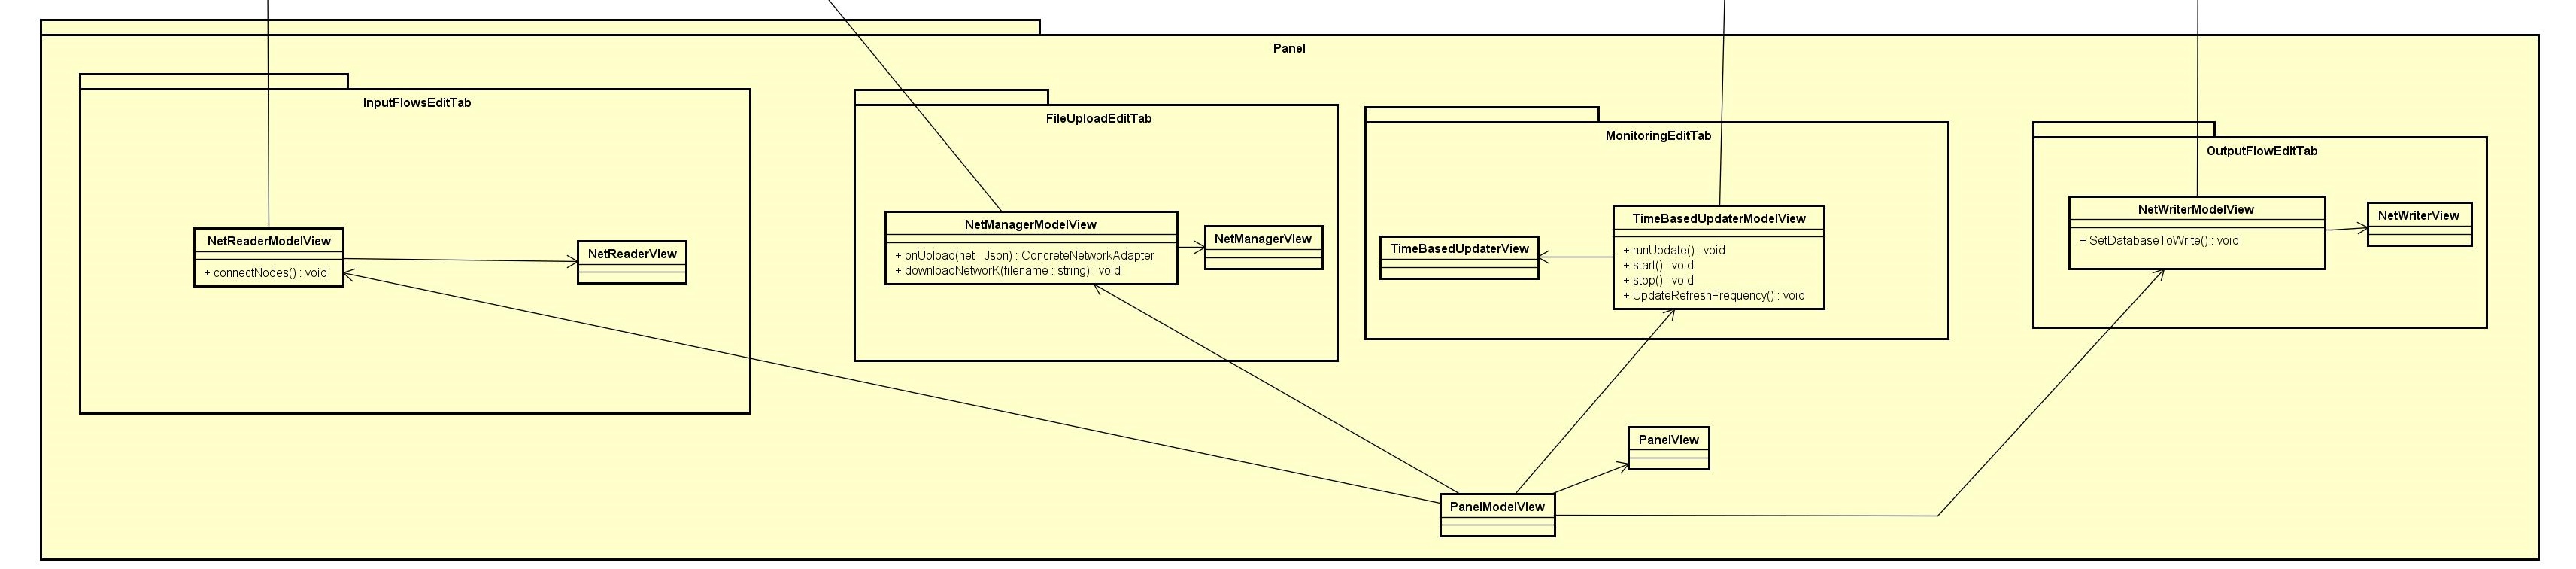 Panel
InputFlowsEditTab
NetReaderModelView
+ connectNodes() : void
NetReaderView
FileUploadEditTab
NetManagerModelView
+ onUpload(net : Json) : ConcreteNetworkAdapter
+ downloadNetworK(filename : string) : void
NetManagerView
MonitoringEditTab
TimeBasedUpdaterView
TimeBasedUpdaterModelView
+ runUpdate() : void
+ start() : void
+ stop() : void
+ UpdateRefreshFrequency() : void
OutputFlowEditTab
NetWriterModelView
+ SetDatabaseToWrite() : void
NetWriterView
PanelView
PanelModelView